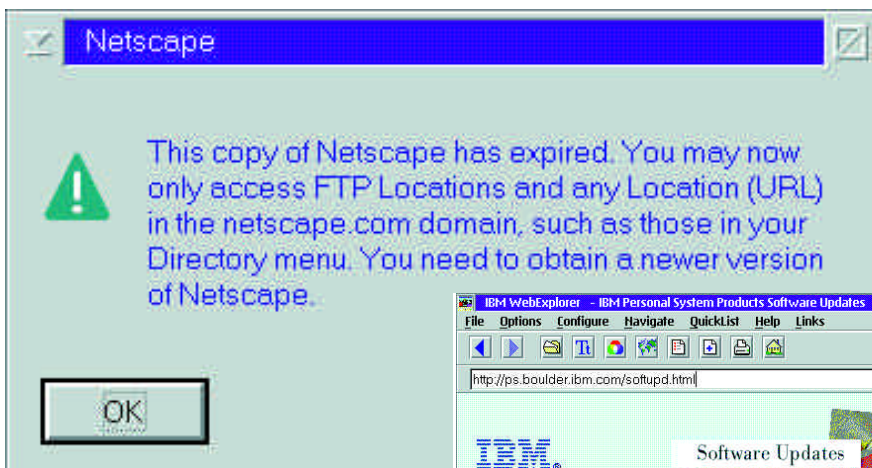 Netscape
This copy of Netscape has expired. You may now
only access FTP Locations and any Location (URL)
in the netscape.com domain, such as those in your
Directory menu. You need to obtain a newer version
of Netscape.
OK
IBM WebExplorer - IBM Personal System Products Software Updates
File Options Configure Navigate QuickList Help Links
Tt
http://ps.boulder.ibm.com/softupd.html
IBM®
Software Updates